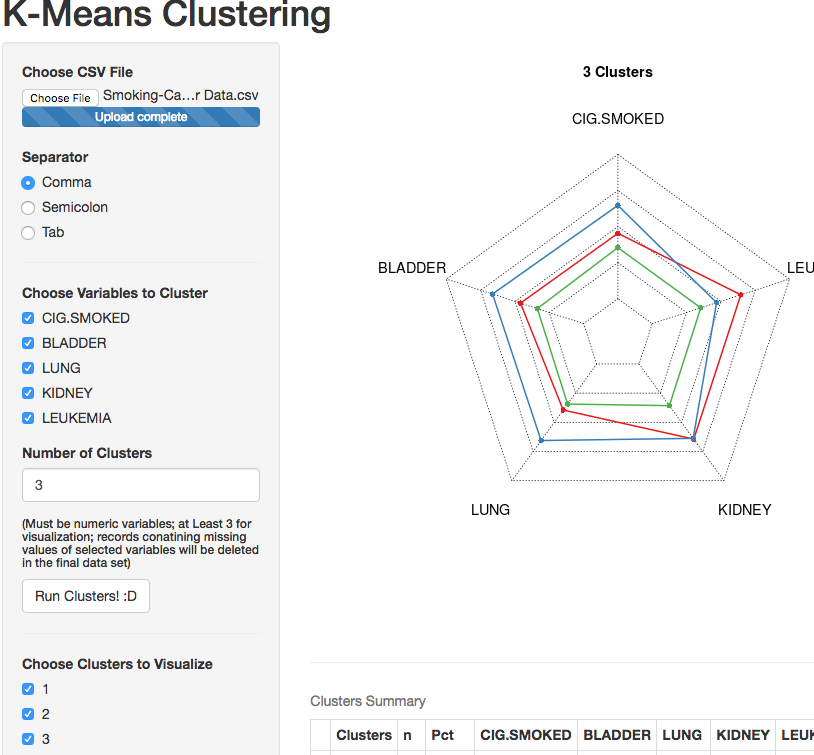 K-Means Clustering
Choose CSV File
Choose File Smoking-Ca...r Data.csv
Upload complete
Separator
Comma
Semicolon
Tab
Choose Variables to Cluster
CIG.SMOKED
BLADDER
LUNG
KIDNEY
LEUKEMIA
Number of Clusters
3
(Must be numeric variables; at Least 3 for
visualization; records conatining missing
values of selected variables will be deleted
in the final data set)
Run Clusters! :D
Choose Clusters to Visualize
1
2
3
3 Clusters
CIG.SMOKED
BLADDER
LEU
LUNG
KIDNEY
Clusters Summary
Clusters n Pct CIG.SMOKED BLADDER LUNG KIDNEY LEUK